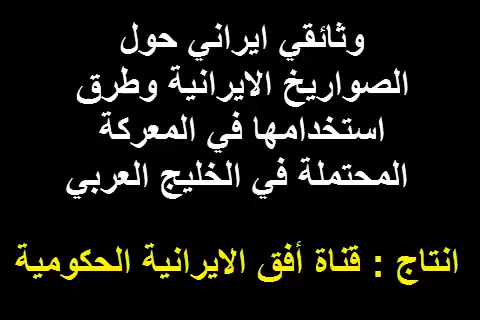 وثائقي ايراني حول
الصواريخ الايرانية وطرق
استخدامها في المعركة
المحتملة في الخليج العربي
انتاج : قناة أفق الايرانية الحكومية